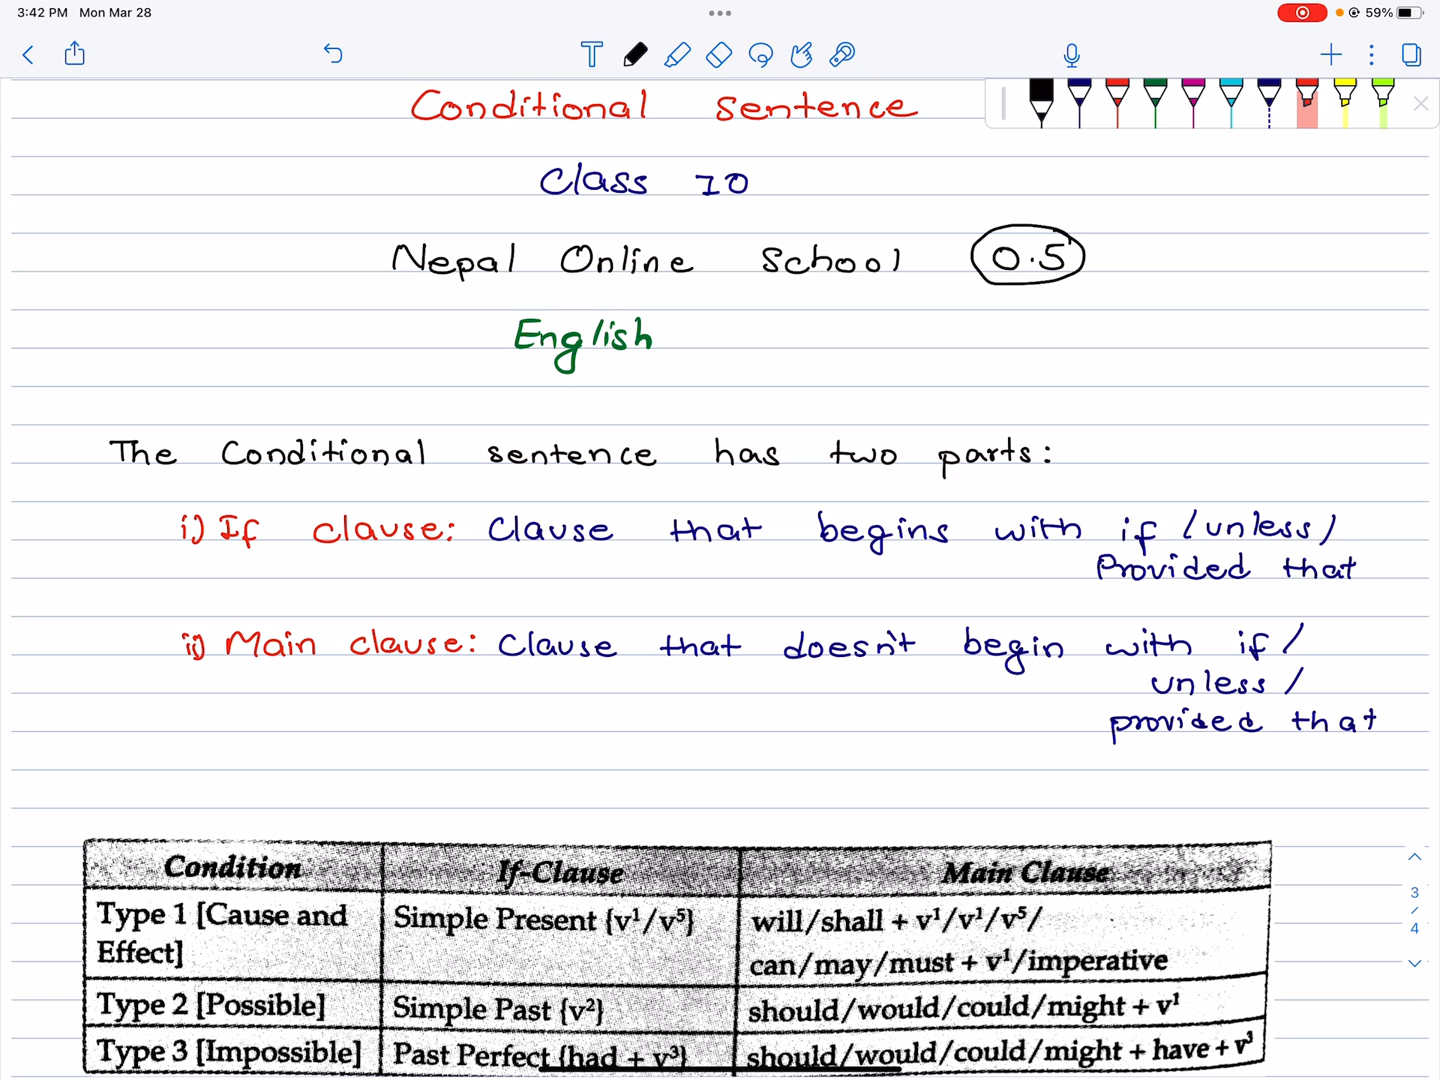 3:42 PM Mon Mar 28
59%
Conditional sentence
Class 10
Nepal Online School 0.5
English
The Conditional sentence has two parts:
i) If clause: Clause that begins with if /unless/
Provided that
ii) Main clause: Clause that doesn't begin with if /
unless /
provided that
Condition If-Clause Main Clause
Type 1 [Cause and Effect] Simple Present {v¹/v⁵} will/shall + v¹/v¹/v⁵/
can/may/must + v¹/imperative
Type 2 [Possible] Simple Past {v²} should/would/could/might + v¹
Type 3 [Impossible] Past Perfect {had + v³} should/would/could/might + have + v³
3
/
4